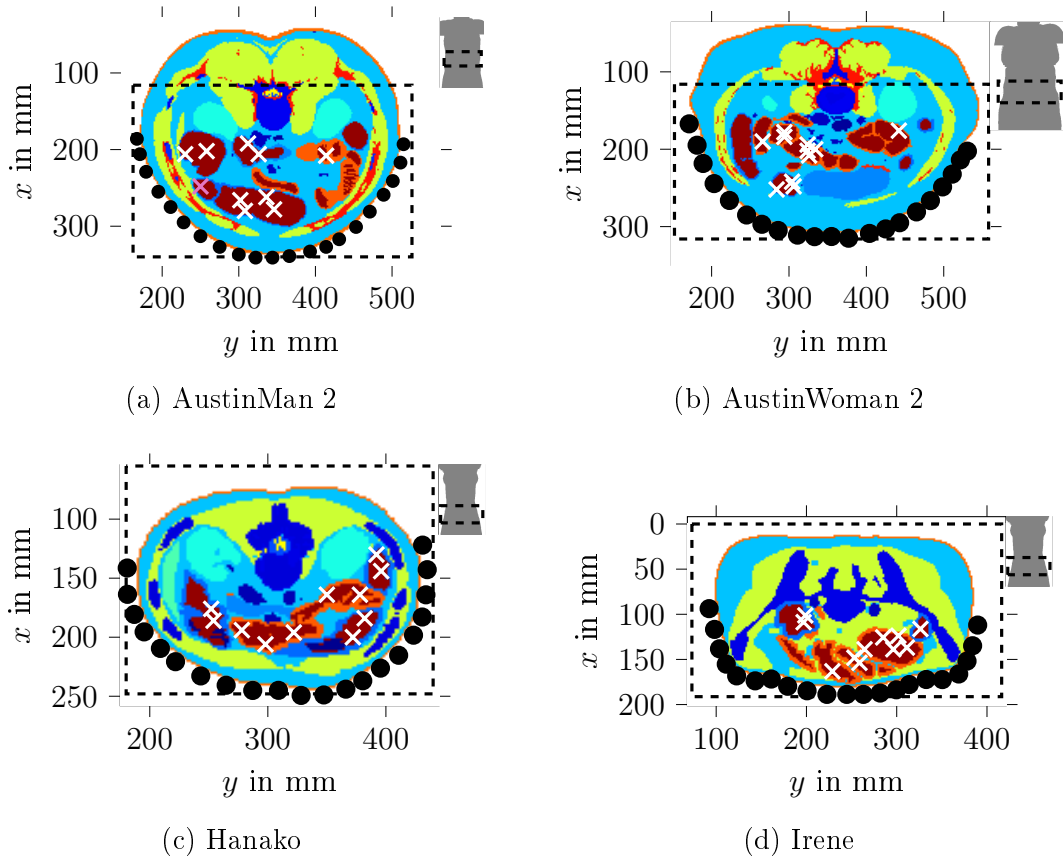 100
200
300
x in mm
200 300 400 500
y in mm
(a) AustinMan 2
100
200
300
x in mm
200 300 400 500
y in mm
(b) AustinWoman 2
100
150
200
250
x in mm
200 300 400
y in mm
(c) Hanako
0
50
100
150
200
x in mm
100 200 300 400
y in mm
(d) Irene